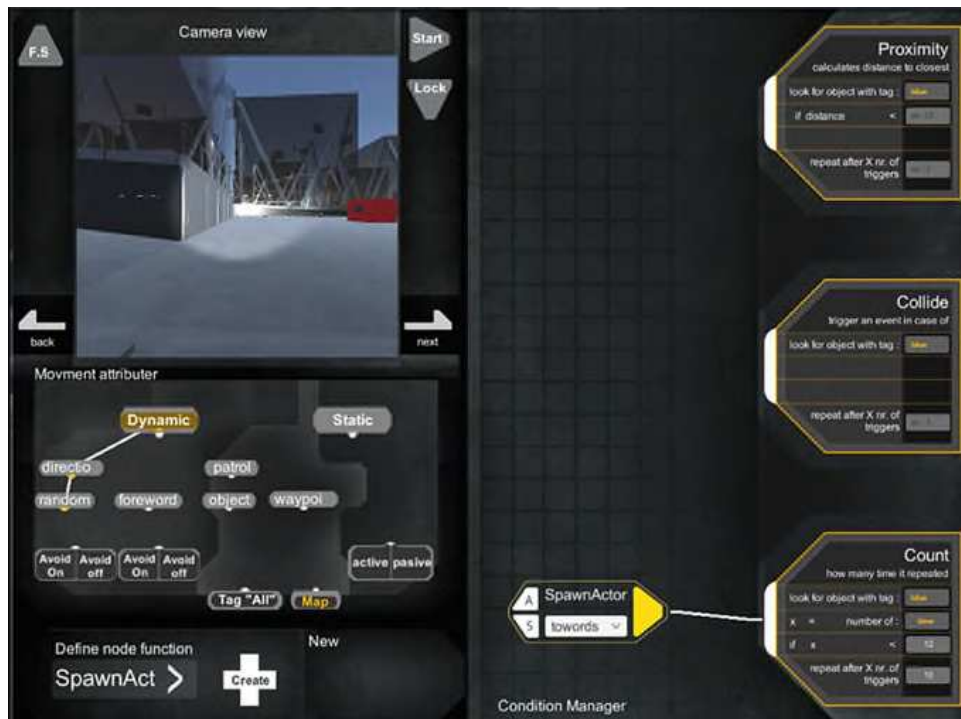 F.S
Camera view
Start
Lock
back
next
Movment attributer
Dynamic
Static
directio
patrol
random
foreword
object
waypoi
Avoid On
Avoid off
Avoid On
Avoid off
active
pasive
Tag "All"
Map
Define node function
SpawnAct
Create
New
A
SpawnActor
S
towords
Condition Manager
Proximity
calculates distance to closest
look for object with tag :
if distance <
repeat after X nr. of
triggers
Collide
trigger an event in case of
look for object with tag :
repeat after X nr. of
triggers
Count
how many time it repeated
look for object with tag :
x = number of :
if x < 12
repeat after X nr. of
triggers
10